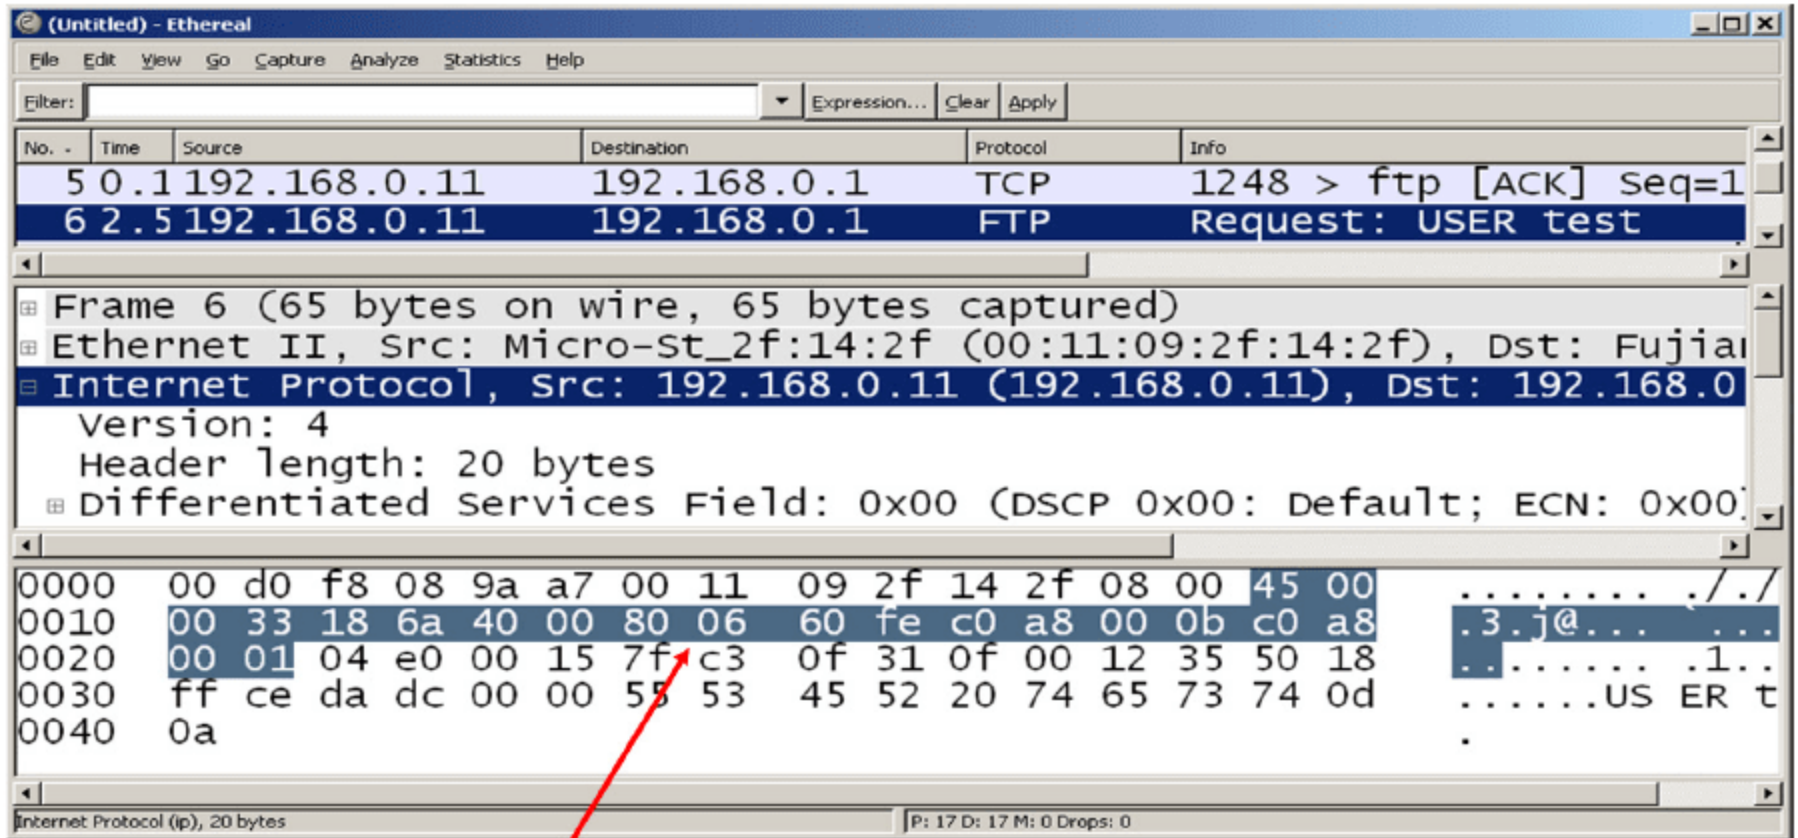 (Untitled) - Ethereal
File Edit View Go Capture Analyze Statistics Help
Filter: Expression... Clear Apply
No. - Time Source Destination Protocol Info
5 0.1 192.168.0.11 192.168.0.1 TCP 1248 > ftp [ACK] Seq=1
6 2.5 192.168.0.11 192.168.0.1 FTP Request: USER test
Frame 6 (65 bytes on wire, 65 bytes captured)
Ethernet II, Src: Micro-St_2f:14:2f (00:11:09:2f:14:2f), Dst: Fujian
Internet Protocol, Src: 192.168.0.11 (192.168.0.11), Dst: 192.168.0
Version: 4
Header length: 20 bytes
Differentiated Services Field: 0x00 (DSCP 0x00: Default; ECN: 0x00)
0000 00 d0 f8 08 9a a7 00 11 09 2f 14 2f 08 00 45 00 ........ ././
0010 00 33 18 6a 40 00 80 06 60 fe c0 a8 00 0b c0 a8 .3.j@... `...
0020 00 01 04 e0 00 15 7f c3 0f 31 0f 00 12 35 50 18 ........ .1..
0030 ff ce da dc 00 00 55 53 45 52 20 74 65 73 74 0d ......US ER t
0040 0a .
Internet Protocol (ip), 20 bytes P: 17 D: 17 M: 0 Drops: 0